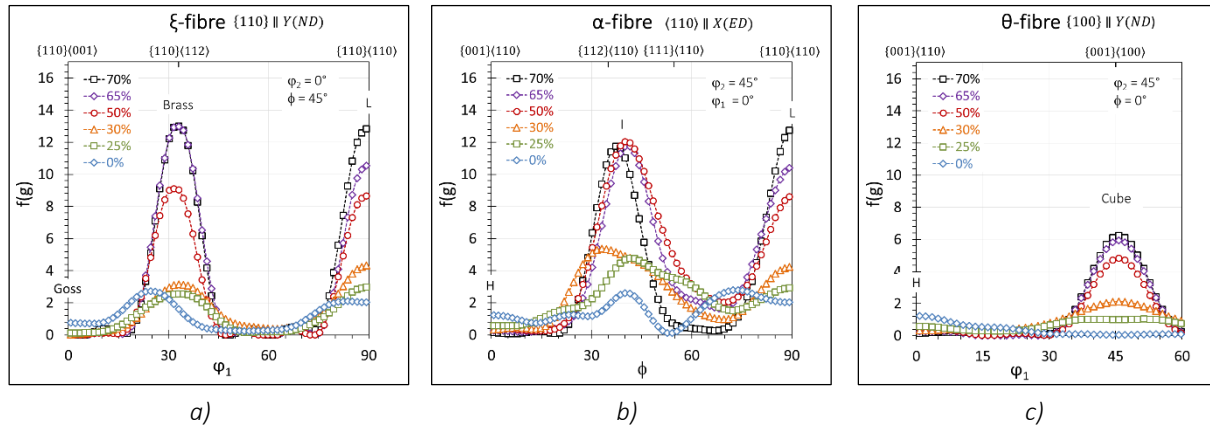 ξ-fibre {110} ∥ Y(ND)
{110}⟨001⟩ {110}⟨112⟩ {110}⟨110⟩
16
14
12
10
8
6
4
2
0
f(g)
70%
65%
50%
30%
25%
0%
φ₂ = 0°
ϕ = 45°
Brass
L
Goss
0 30 60 90
φ₁
a)
α-fibre ⟨110⟩ ∥ X(ED)
{001}⟨110⟩ {112}⟨110⟩ {111}⟨110⟩ {110}⟨110⟩
16
14
12
10
8
6
4
2
0
f(g)
70%
65%
50%
30%
25%
0%
φ₂ = 45°
φ₁ = 0°
I
L
H
0 30 60 90
ϕ
b)
θ-fibre {100} ∥ Y(ND)
{001}⟨110⟩ {001}⟨100⟩
16
14
12
10
8
6
4
2
0
f(g)
70%
65%
50%
30%
25%
0%
φ₂ = 45°
ϕ = 0°
Cube
H
0 15 30 45 60
φ₁
c)